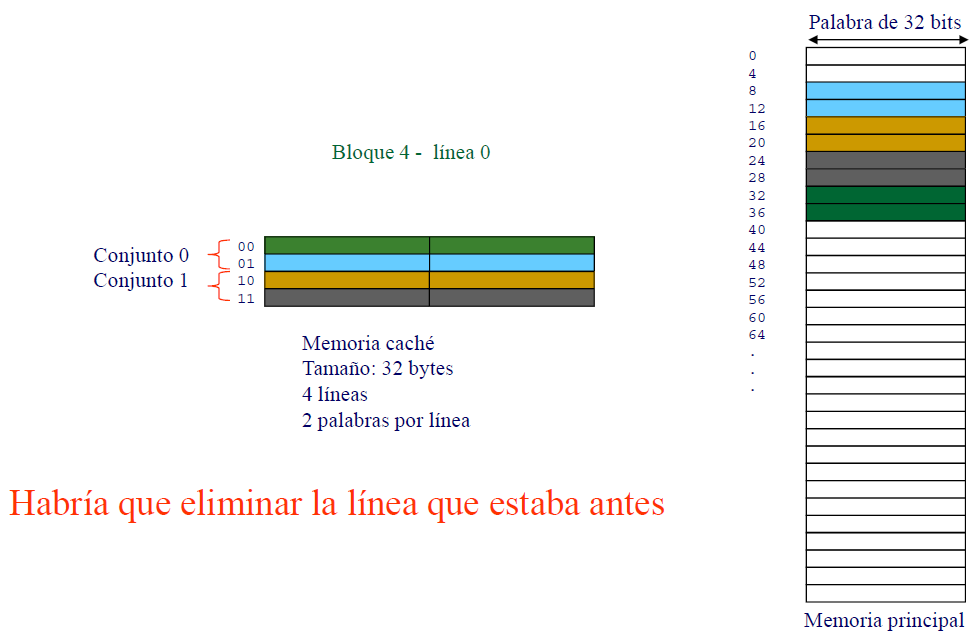 Palabra de 32 bits
0
4
8
12
16
20
24
28
32
36
40
44
48
52
56
60
64
.
.
.
Bloque 4 - línea 0
Conjunto 0
Conjunto 1
00
01
10
11
Memoria caché
Tamaño: 32 bytes
4 líneas
2 palabras por línea
Habría que eliminar la línea que estaba antes
Memoria principal